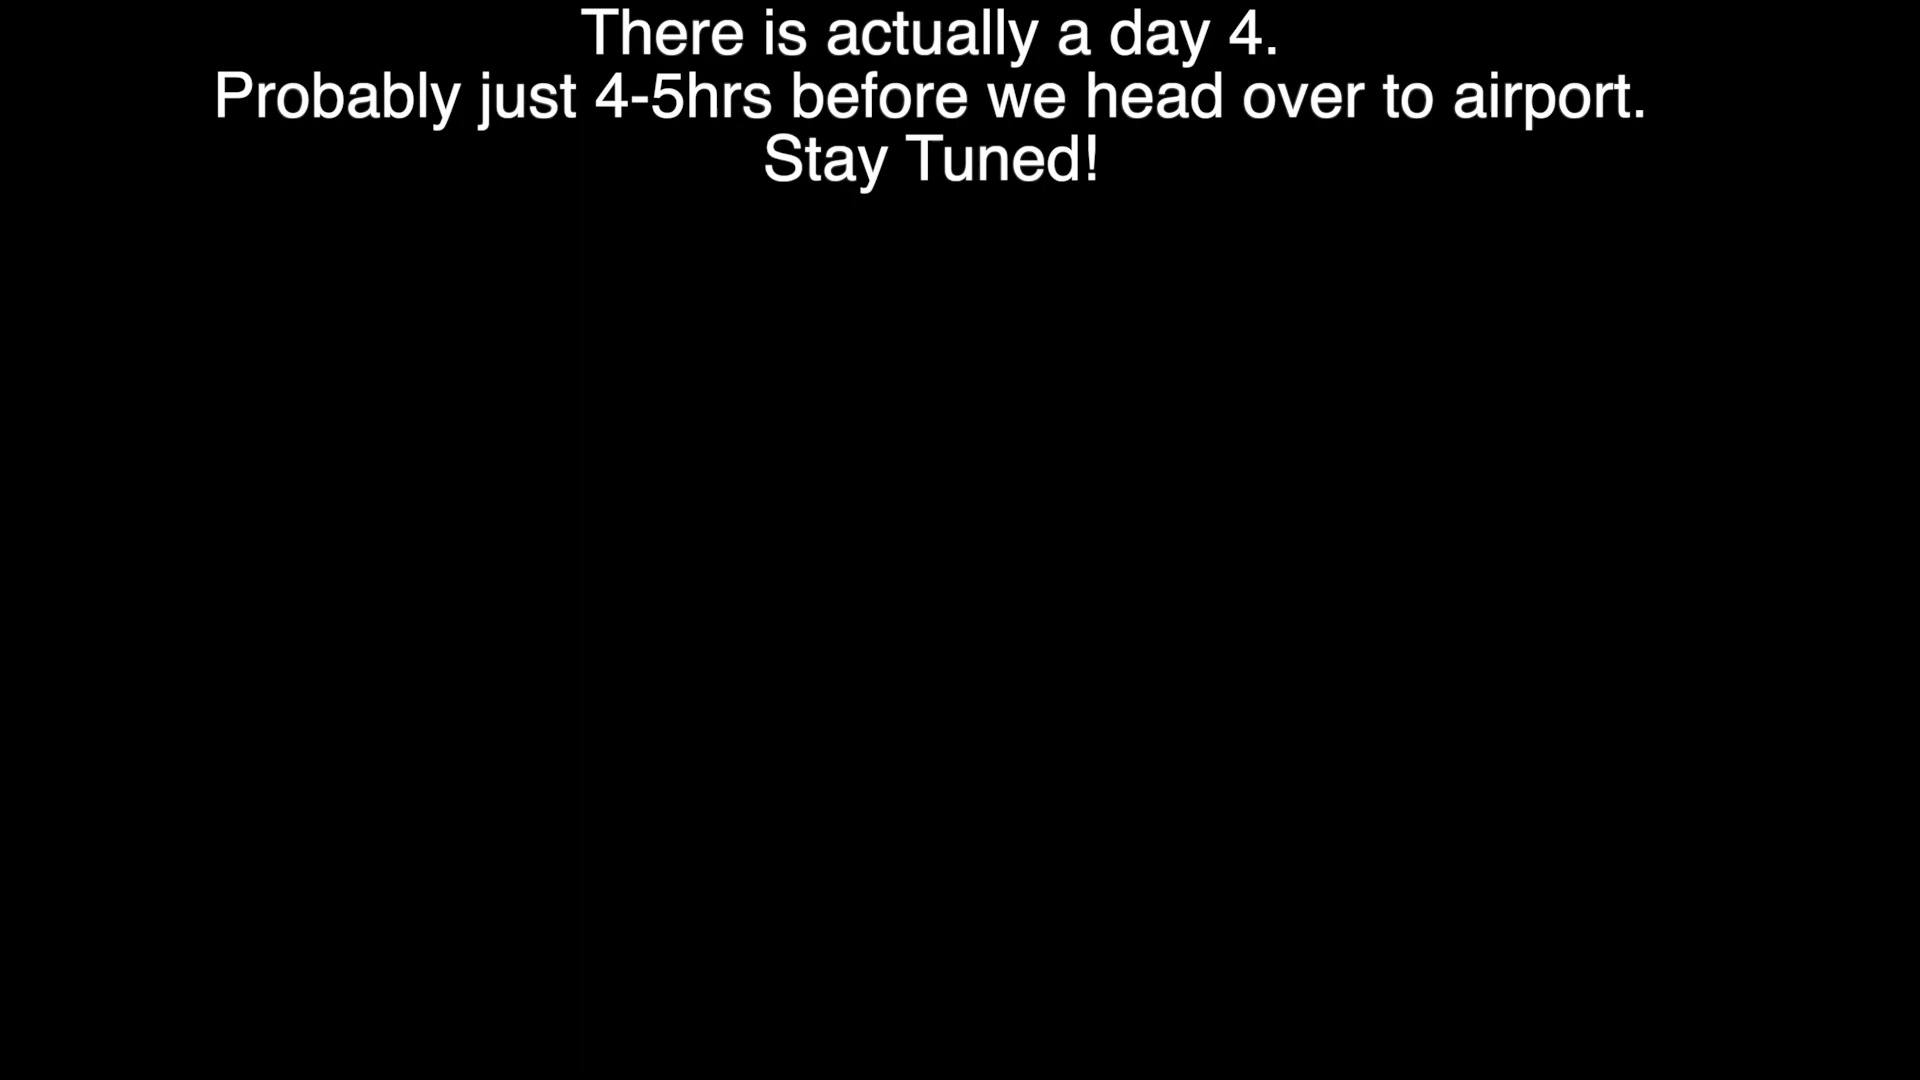 There is actually a day 4.
Probably just 4-5hrs before we head over to airport.
Stay Tuned!